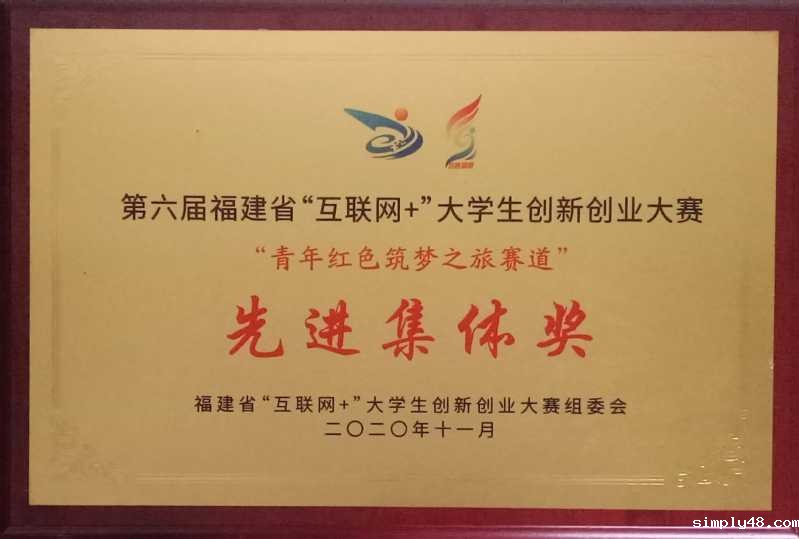 第六届福建省“互联网+”大学生创新创业大赛
“青年红色筑梦之旅赛道”
先进集体奖
福建省“互联网+”大学生创新创业大赛组委会
二〇二〇年十一月
simply48.com